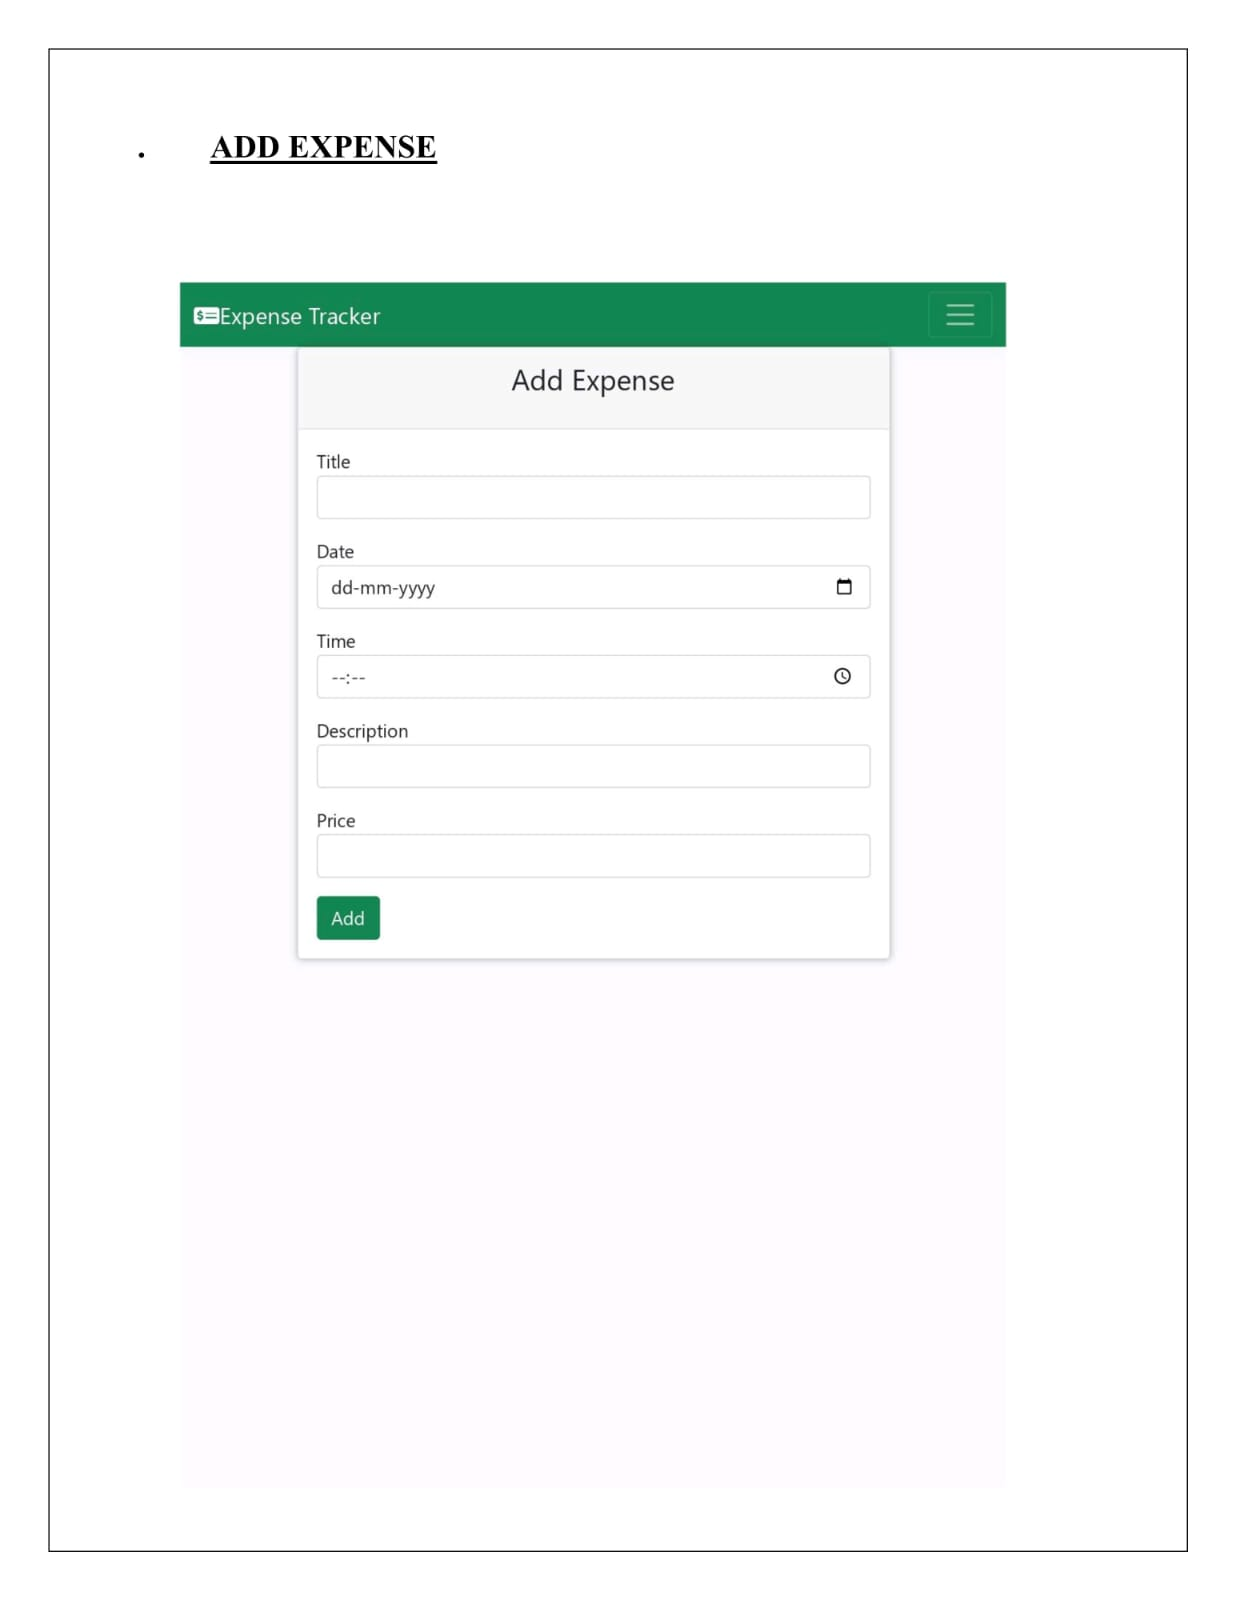 . ADD EXPENSE
Expense Tracker
Add Expense
Title
Date
dd-mm-yyyy
Time
--:--
Description
Price
Add